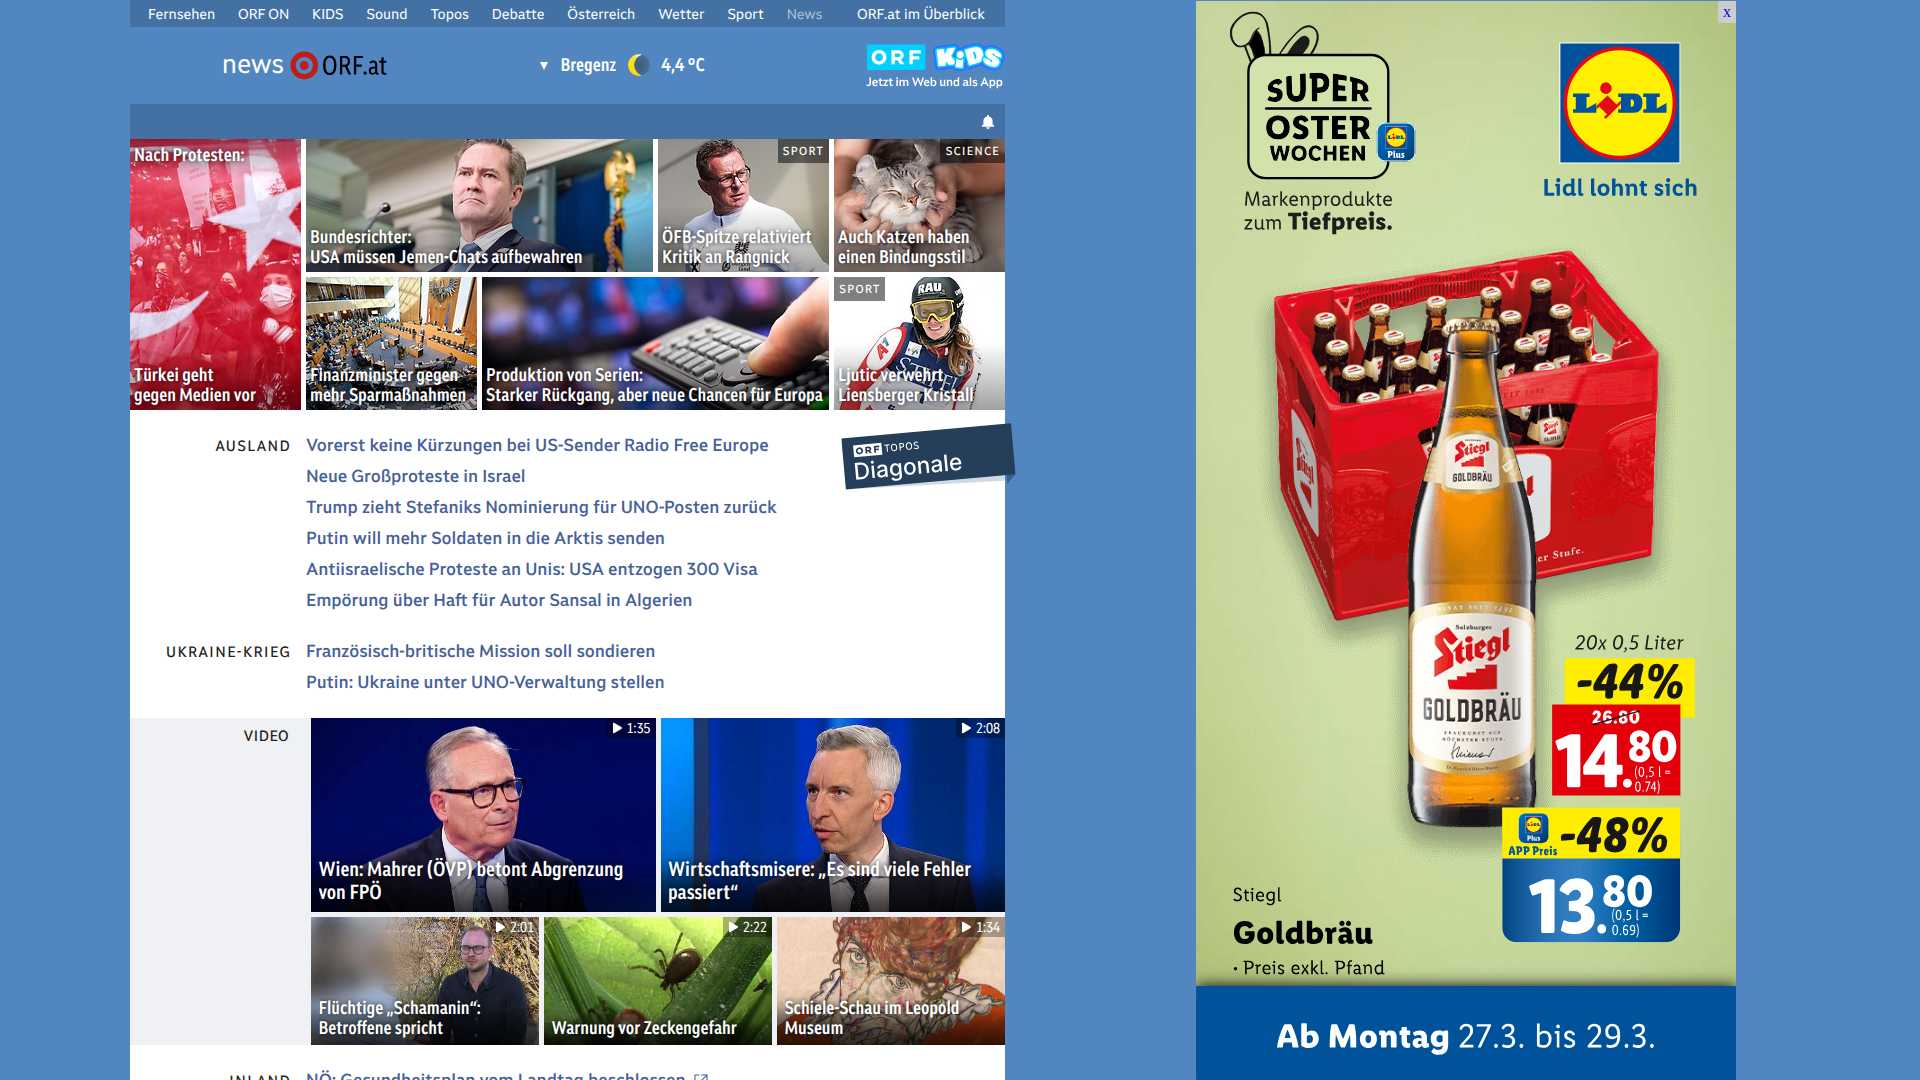 Fernsehen ORF ON KIDS Sound Topos Debatte Österreich Wetter Sport News ORF.at im Überblick
news ORF.at
▼ Bregenz 4,4 °C
ORF KiDS
Jetzt im Web und als App
Nach Protesten:
Türkei geht
gegen Medien vor
Bundesrichter:
USA müssen Jemen-Chats aufbewahren
SPORT
ÖFB-Spitze relativiert
Kritik an Rangnick
SCIENCE
Auch Katzen haben
einen Bindungsstil
Finanzminister gegen
mehr Sparmaßnahmen
Produktion von Serien:
Starker Rückgang, aber neue Chancen für Europa
SPORT
RAU
Ljutic verwehrt
Liensberger Kristall
AUSLAND
Vorerst keine Kürzungen bei US-Sender Radio Free Europe
Neue Großproteste in Israel
Trump zieht Stefaniks Nominierung für UNO-Posten zurück
Putin will mehr Soldaten in die Arktis senden
Antiisraelische Proteste an Unis: USA entzogen 300 Visa
Empörung über Haft für Autor Sansal in Algerien
ORF TOPOS
Diagonale
UKRAINE-KRIEG
Französisch-britische Mission soll sondieren
Putin: Ukraine unter UNO-Verwaltung stellen
VIDEO
1:35
Wien: Mahrer (ÖVP) betont Abgrenzung
von FPÖ
2:08
Wirtschaftsmisere: „Es sind viele Fehler
passiert“
2:01
Flüchtige „Schamanin“:
Betroffene spricht
2:22
Warnung vor Zeckengefahr
1:34
Schiele-Schau im Leopold
Museum
INLAND
NÖ: Gesundheitsplan vom Landtag beschlossen
x
SUPER
OSTER
WOCHEN
LIDL
Plus
Markenprodukte
zum Tiefpreis.
LIDL
Lidl lohnt sich
Stiegl
GOLDBRÄU
er Stufe.
Salzburger
Stiegl
GOLDBRÄU
BRAUKUNST AUF
HÖCHSTER STUFE.
20x 0,5 Liter
-44%
26.80
14.80
(0,5 l =
0.74)
LIDL
Plus
APP Preis
-48%
13.80
(0,5 l =
0.69)
Stiegl
Goldbräu
• Preis exkl. Pfand
Ab Montag 27.3. bis 29.3.